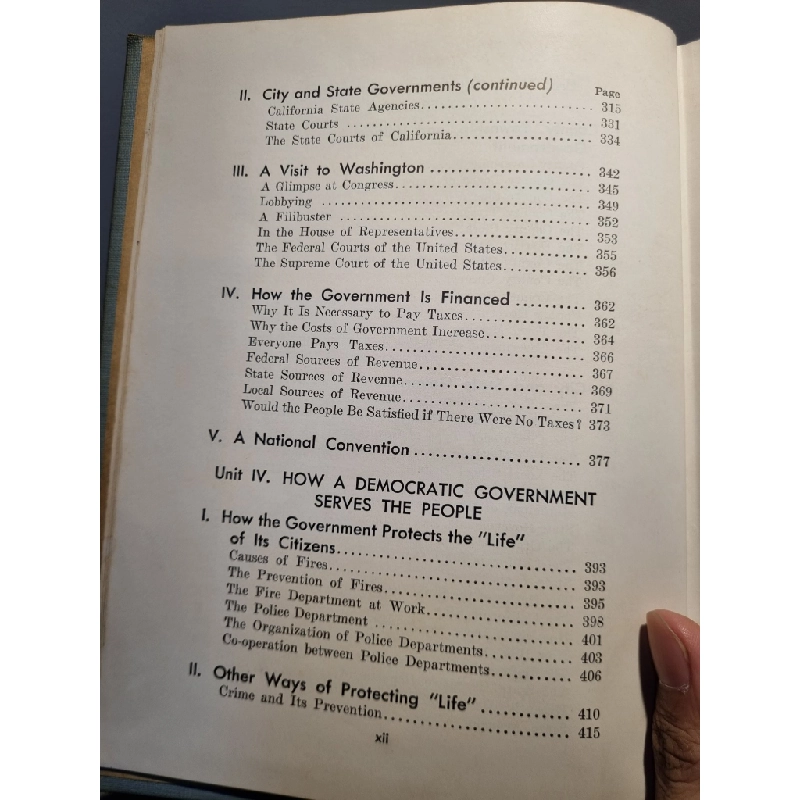 II. City and State Governments (continued) Page
California State Agencies 315
State Courts 331
The State Courts of California 334
III. A Visit to Washington 342
A Glimpse at Congress 345
Lobbying 349
A Filibuster 352
In the House of Representatives 353
The Federal Courts of the United States 355
The Supreme Court of the United States 356
IV. How the Government Is Financed 362
Why It Is Necessary to Pay Taxes 362
Why the Costs of Government Increase 364
Everyone Pays Taxes 366
Federal Sources of Revenue 367
State Sources of Revenue 369
Local Sources of Revenue 371
Would the People Be Satisfied if There Were No Taxes? 373
V. A National Convention 377
Unit IV. HOW A DEMOCRATIC GOVERNMENT
SERVES THE PEOPLE
I. How the Government Protects the "Life"
of Its Citizens 393
Causes of Fires 393
The Prevention of Fires 395
The Fire Department at Work 398
The Police Department 401
The Organization of Police Departments 403
Co-operation between Police Departments 406
II. Other Ways of Protecting "Life" 410
Crime and Its Prevention 415
xii